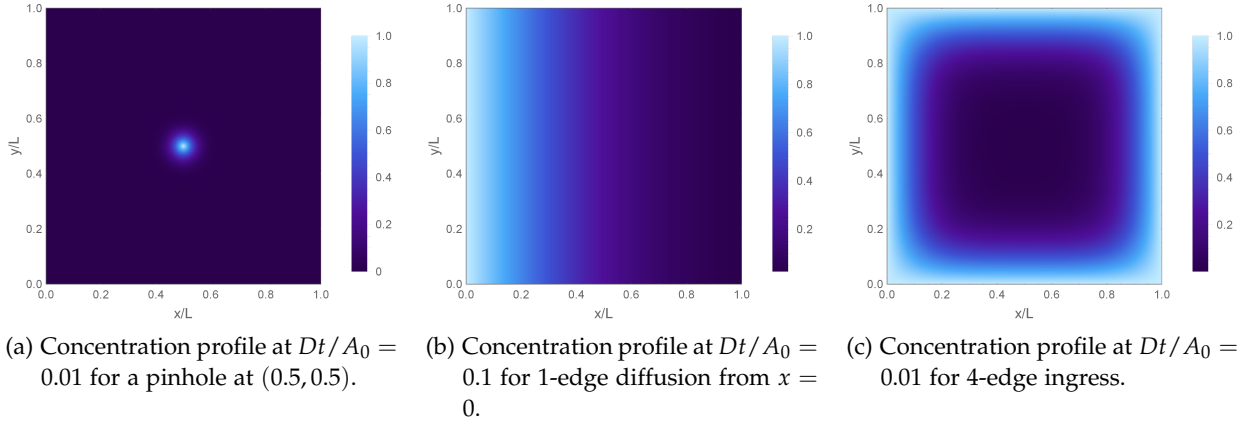 1.0
0.8
0.6
0.4
0.2
0.0
y/L
0.0 0.2 0.4 0.6 0.8 1.0
x/L
1.0
0.8
0.6
0.4
0.2
0
1.0
0.8
0.6
0.4
0.2
0.0
y/L
0.0 0.2 0.4 0.6 0.8 1.0
x/L
1.0
0.8
0.6
0.4
0.2
1.0
0.8
0.6
0.4
0.2
0.0
y/L
0.0 0.2 0.4 0.6 0.8 1.0
x/L
1.0
0.8
0.6
0.4
0.2
(a) Concentration profile at Dt/A₀ =
0.01 for a pinhole at (0.5, 0.5).
(b) Concentration profile at Dt/A₀ =
0.1 for 1-edge diffusion from x =
0.
(c) Concentration profile at Dt/A₀ =
0.01 for 4-edge ingress.